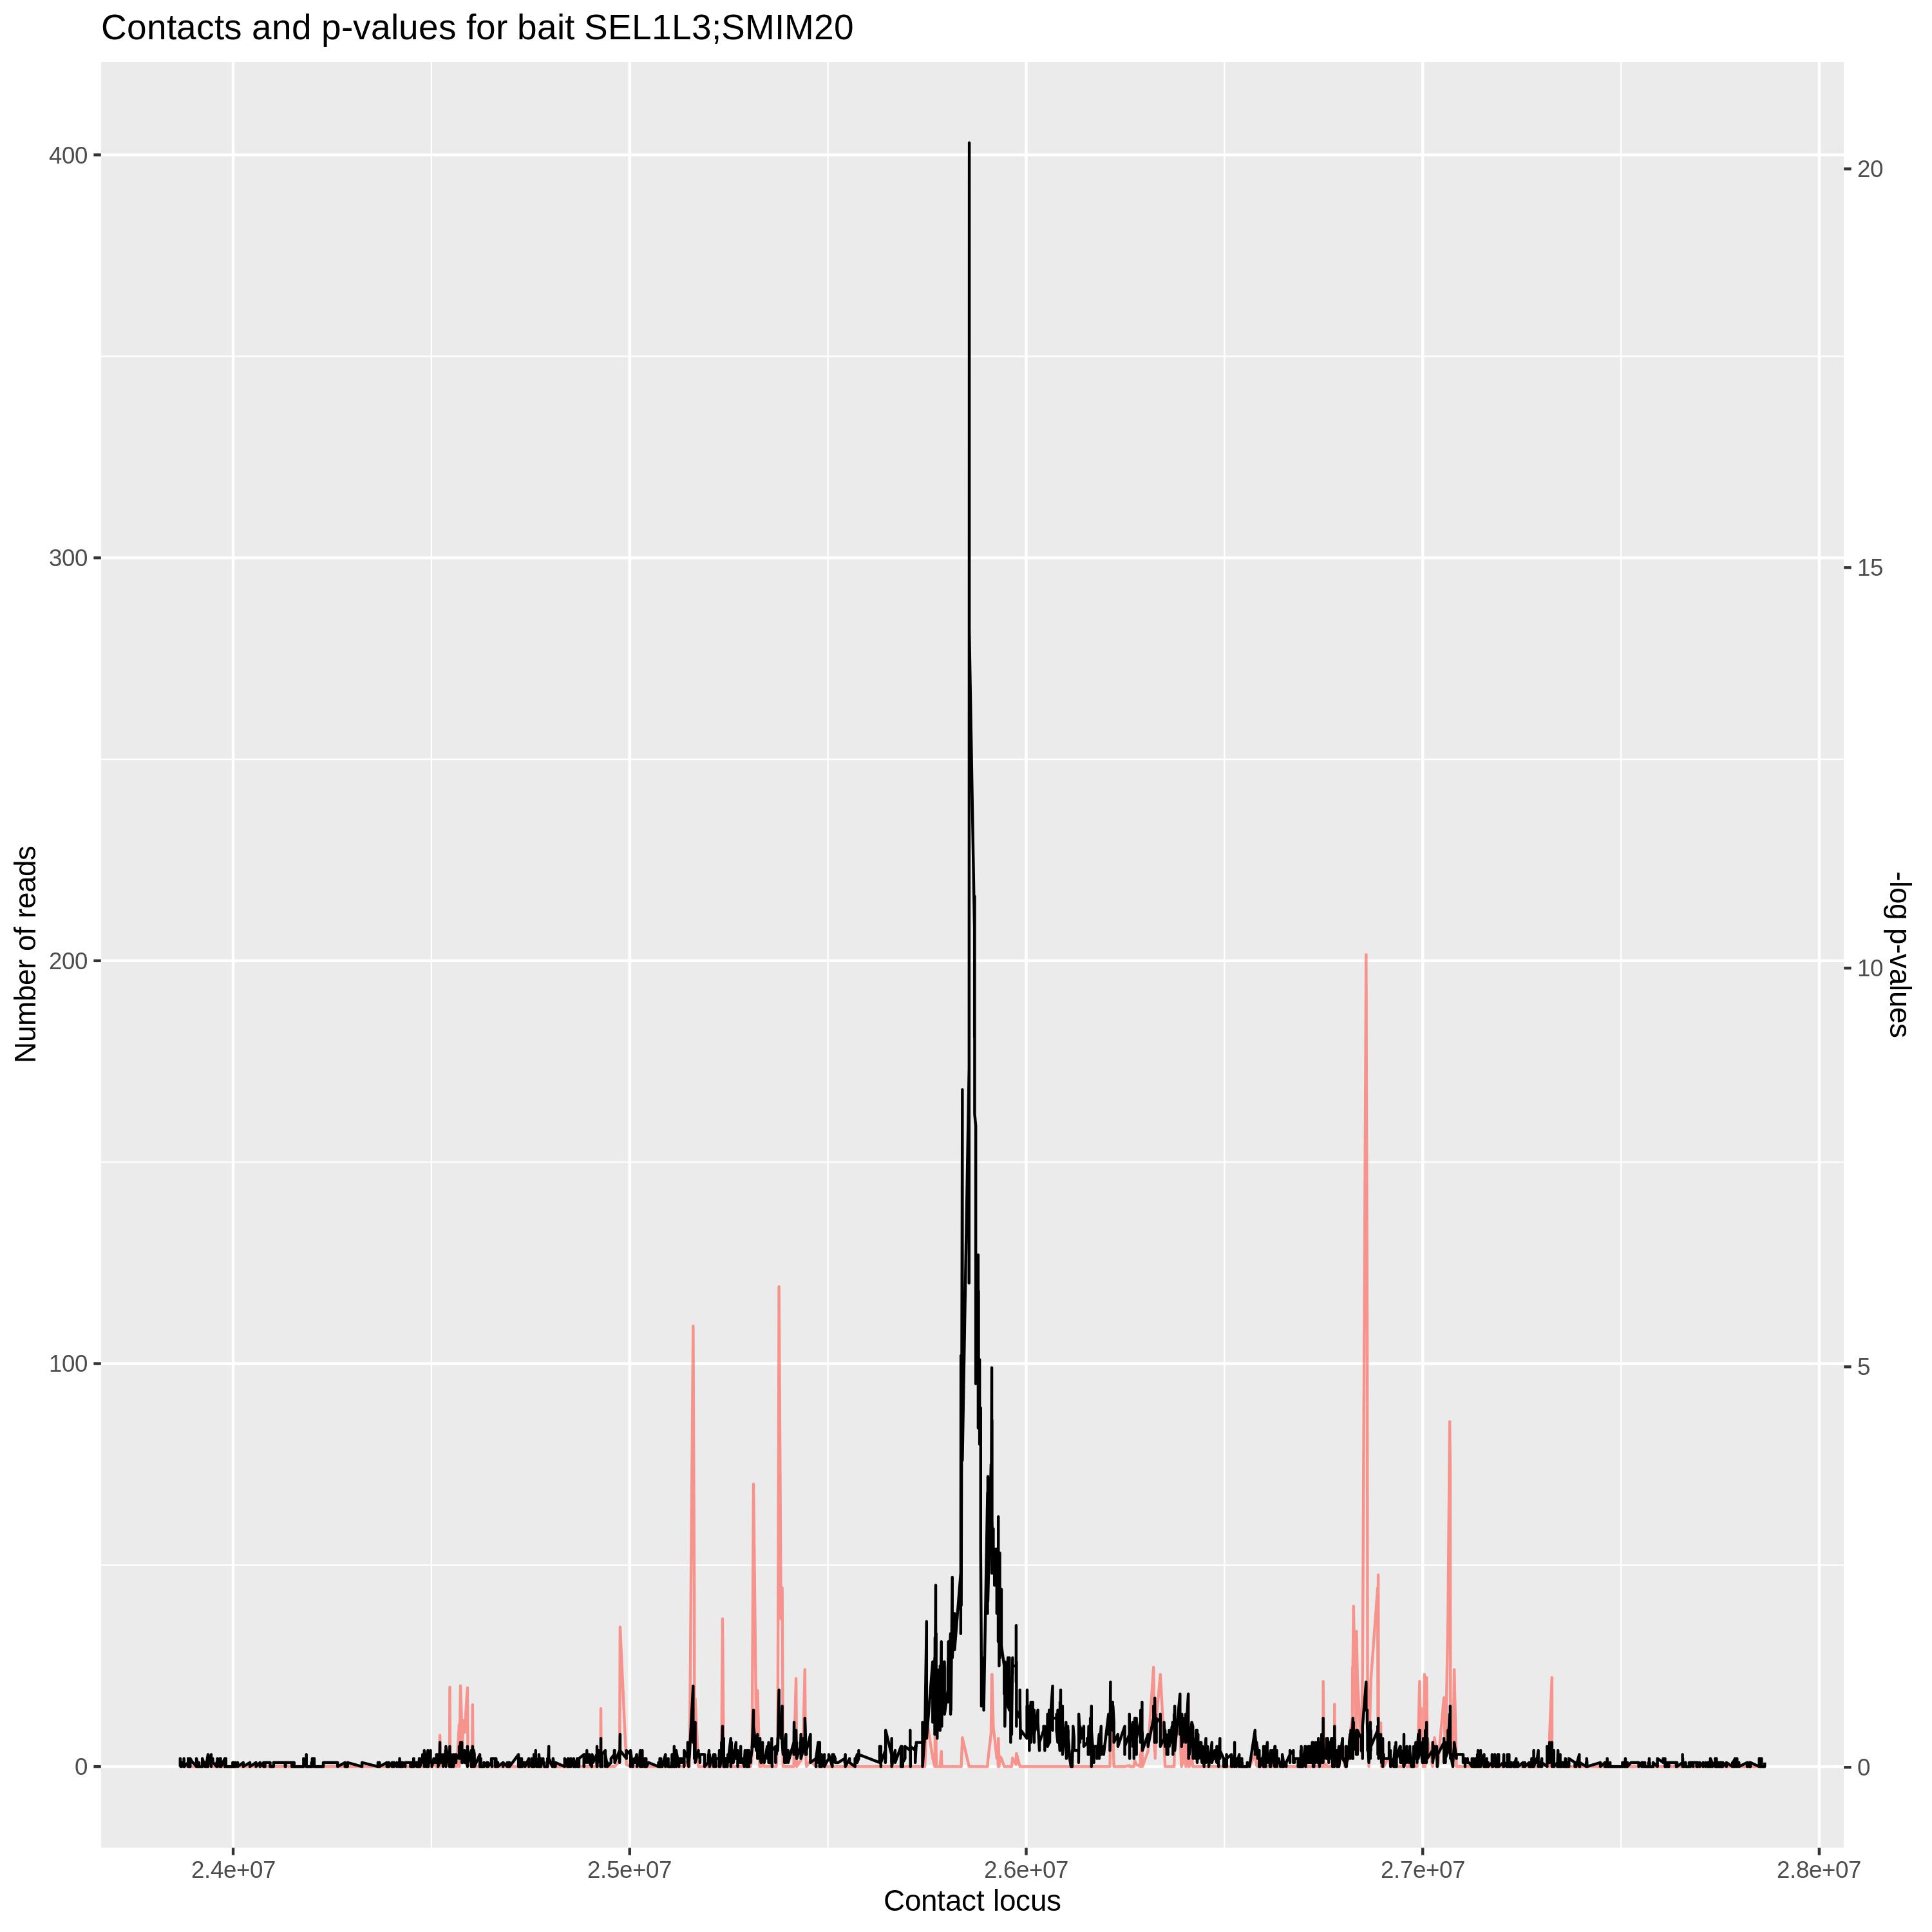 Contacts and p-values for bait SEL1L3;SMIM20
400
300
200
100
0
Number of reads
20
15
10
5
0
-log p-values
2.4e+07
2.5e+07
2.6e+07
2.7e+07
2.8e+07
Contact locus